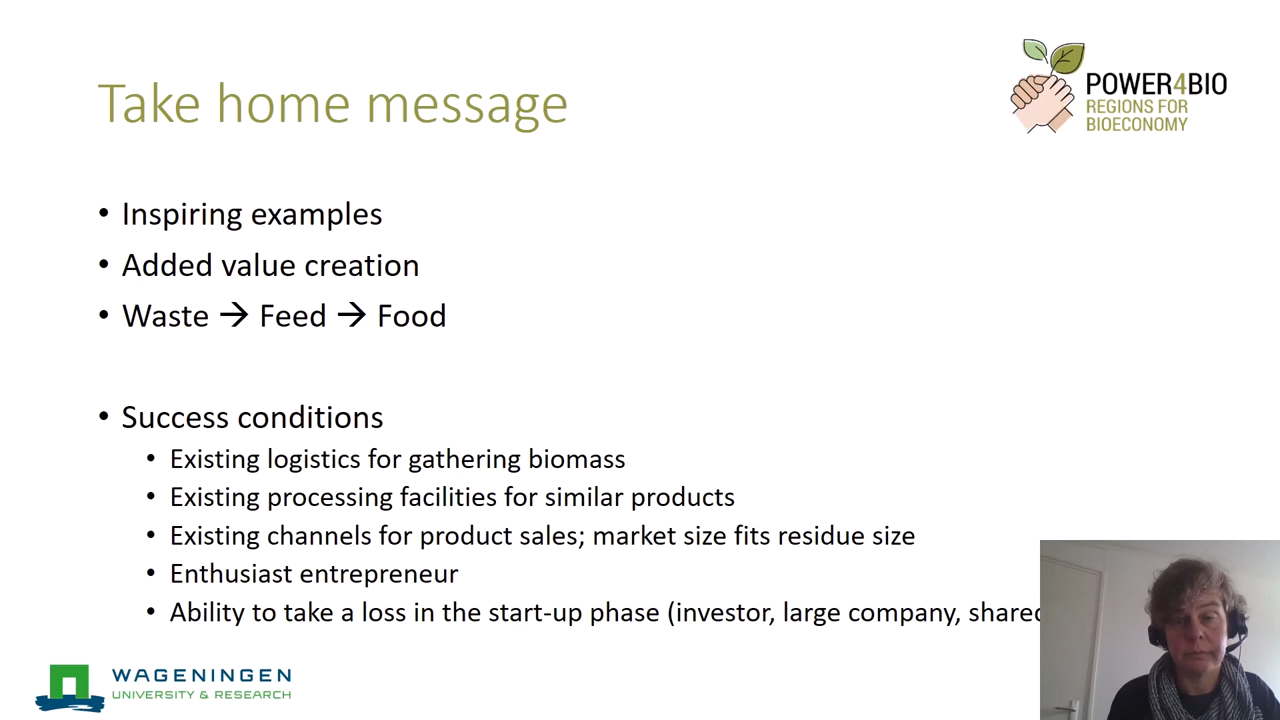 Take home message
POWER4BIO
REGIONS FOR
BIOECONOMY
• Inspiring examples
• Added value creation
• Waste → Feed → Food
• Success conditions
• Existing logistics for gathering biomass
• Existing processing facilities for similar products
• Existing channels for product sales; market size fits residue size
• Enthusiast entrepreneur
• Ability to take a loss in the start-up phase (investor, large company, shared
WAGENINGEN
UNIVERSITY & RESEARCH